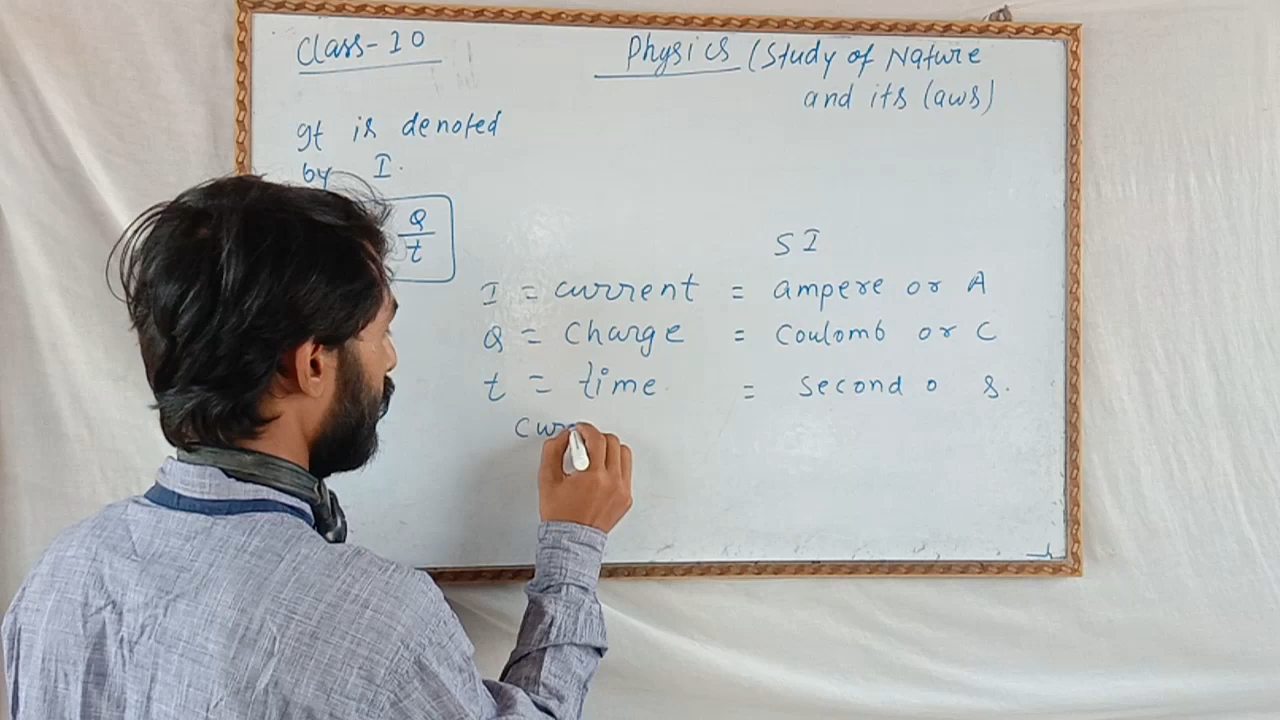 Class-10
Physics (Study of Nature
and its Laws)
It is denoted
by I.
Q
t
SI
I = current = ampere or A
Q = Charge = Coulomb or C
t = time. = Second o s.
Curr